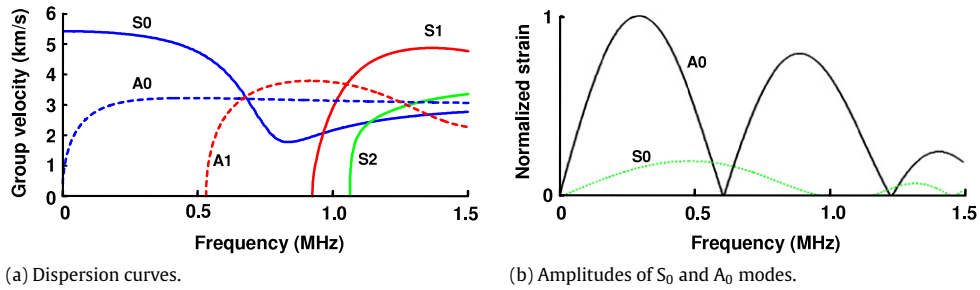 6
5
4
3
2
1
0
Group velocity (km/s)
S0
A0
A1
S1
S2
0
0.5
1.0
1.5
Frequency (MHz)
(a) Dispersion curves.
1
0
Normalized strain
A0
S0
0
0.5
1.0
1.5
Frequency (MHz)
(b) Amplitudes of S₀ and A₀ modes.